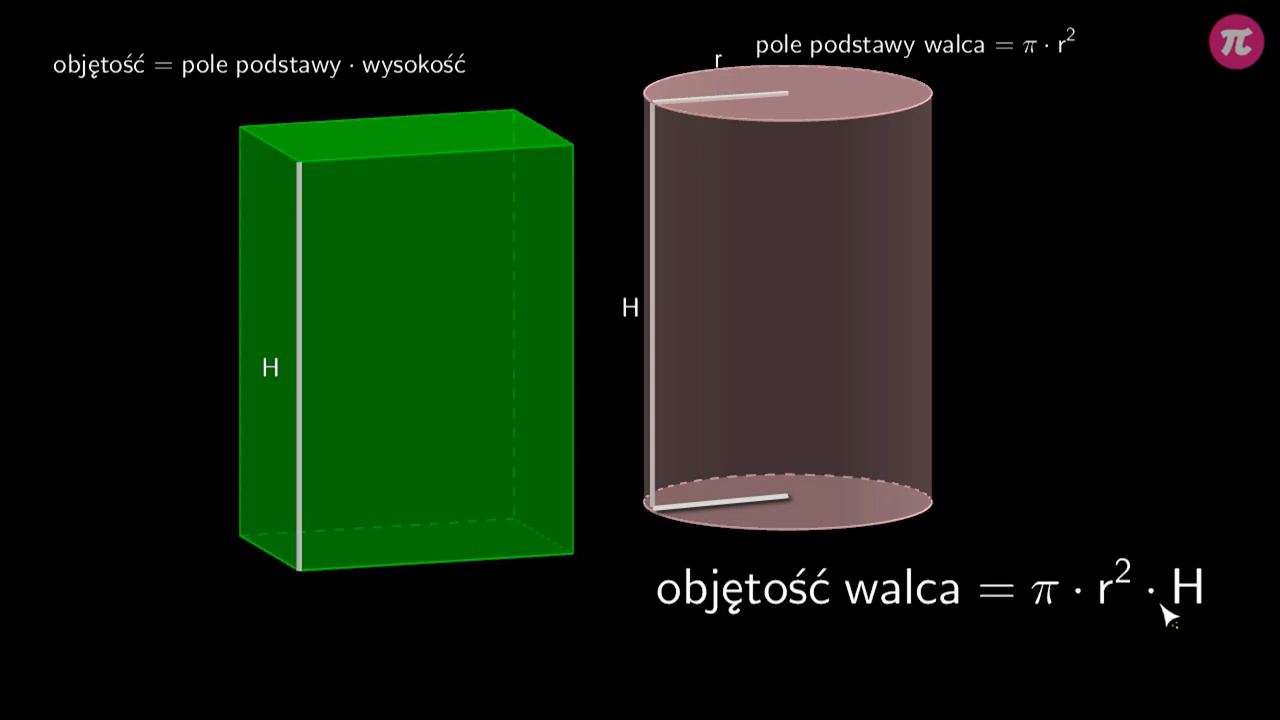 objętość = pole podstawy · wysokość
pole podstawy walca = π · r²
r
H
H
objętość walca = π · r² · H
π